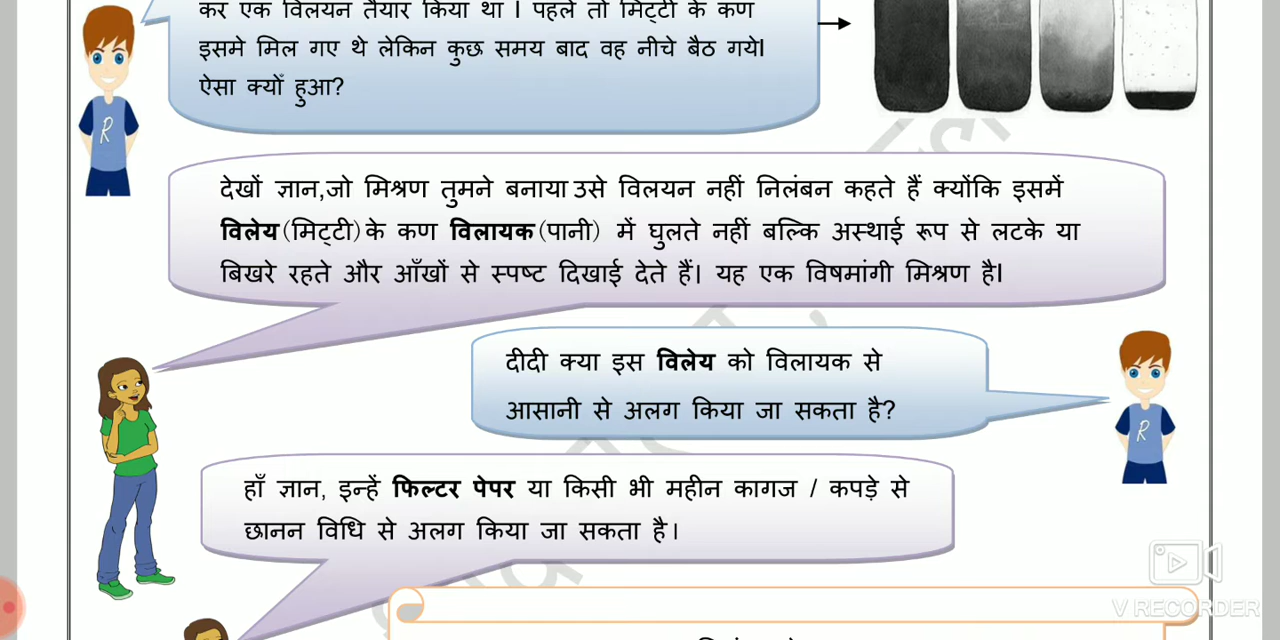 कर एक विलयन तैयार किया था । पहले तो मिट्टी के कण
इसमे मिल गए थे लेकिन कुछ समय बाद वह नीचे बैठ गये।
ऐसा क्यों हुआ?
देखों ज्ञान,जो मिश्रण तुमने बनाया उसे विलयन नहीं निलंबन कहते हैं क्योंकि इसमें
विलेय(मिट्टी)के कण विलायक(पानी) में घुलते नहीं बल्कि अस्थाई रूप से लटके या
बिखरे रहते और आँखों से स्पष्ट दिखाई देते हैं। यह एक विषमांगी मिश्रण है।
दीदी क्या इस विलेय को विलायक से
आसानी से अलग किया जा सकता है?
हाँ ज्ञान, इन्हें फिल्टर पेपर या किसी भी महीन कागज / कपड़े से
छानन विधि से अलग किया जा सकता है।
R
R
V RECORDER